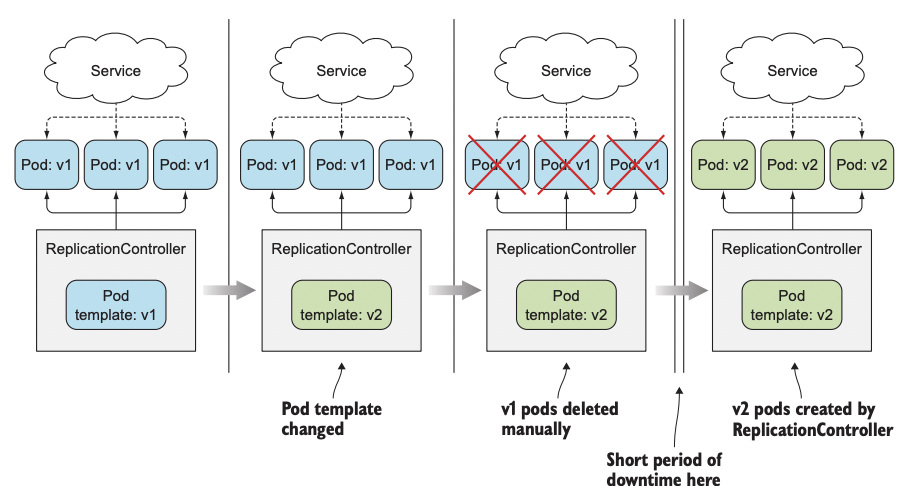 Service
Service
Service
Service
Pod: v1
Pod: v1
Pod: v1
Pod: v1
Pod: v1
Pod: v1
Pod: v1
Pod: v1
Pod: v1
Pod: v2
Pod: v2
Pod: v2
ReplicationController
ReplicationController
ReplicationController
ReplicationController
Pod
template: v1
Pod
template: v2
Pod
template: v2
Pod
template: v2
Pod template
changed
v1 pods deleted
manually
v2 pods created by
ReplicationController
Short period of
downtime here